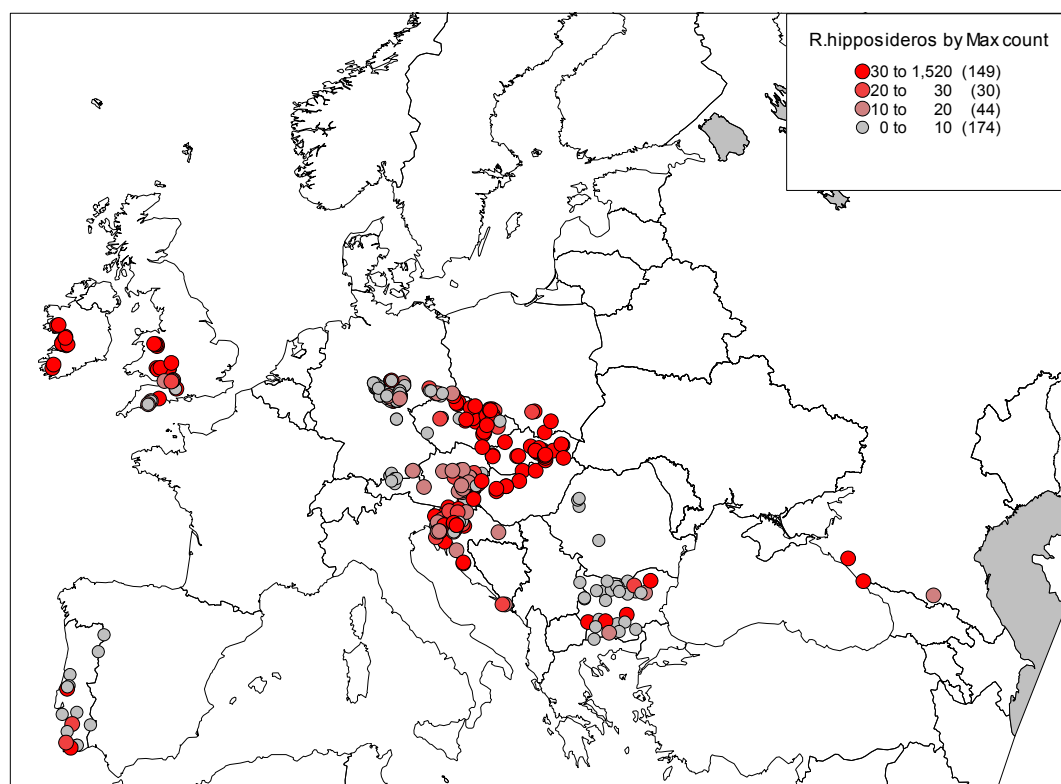 R.hipposideros by Max count
30 to 1,520 (149)
20 to 30 (30)
10 to 20 (44)
0 to 10 (174)